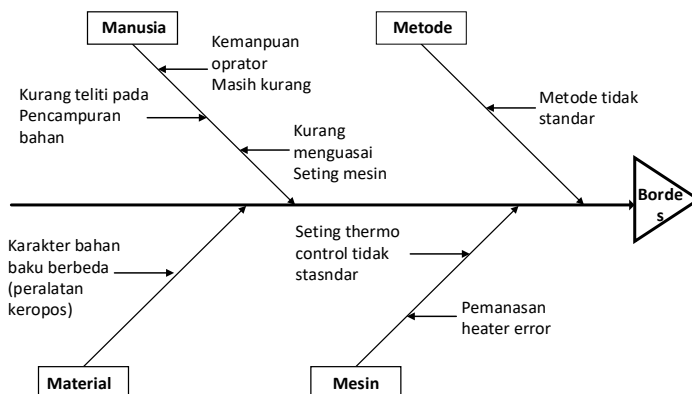 Manusia
Metode
Kemanpuan
oprator
Masih kurang
Kurang teliti pada
Pencampuran
bahan
Metode tidak
standar
Kurang
menguasai
Seting mesin
Borde
s
Karakter bahan
baku berbeda
(peralatan
keropos)
Seting thermo
control tidak
stasndar
Pemanasan
heater error
Material
Mesin